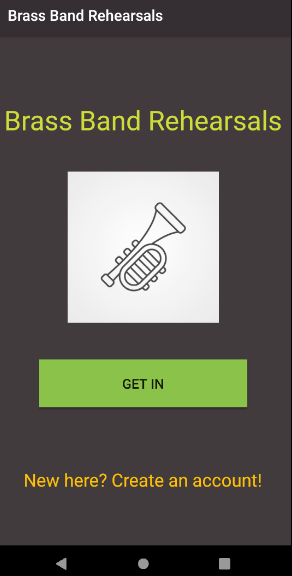 Brass Band Rehearsals
Brass Band Rehearsals
GET IN
New here? Create an account!